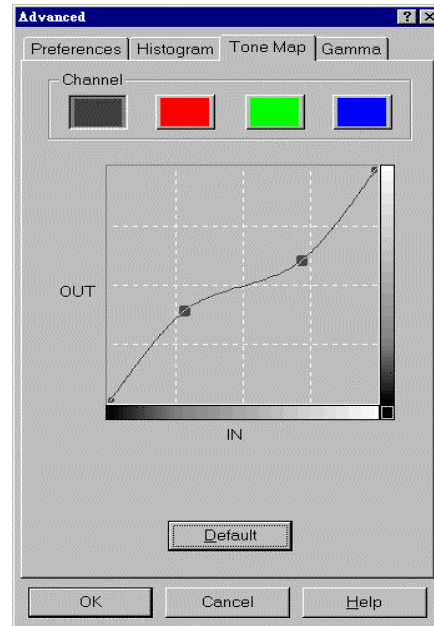 Advanced
Preferences
Histogram
Tone Map
Gamma
Channel
OUT
IN
Default
OK
Cancel
Help